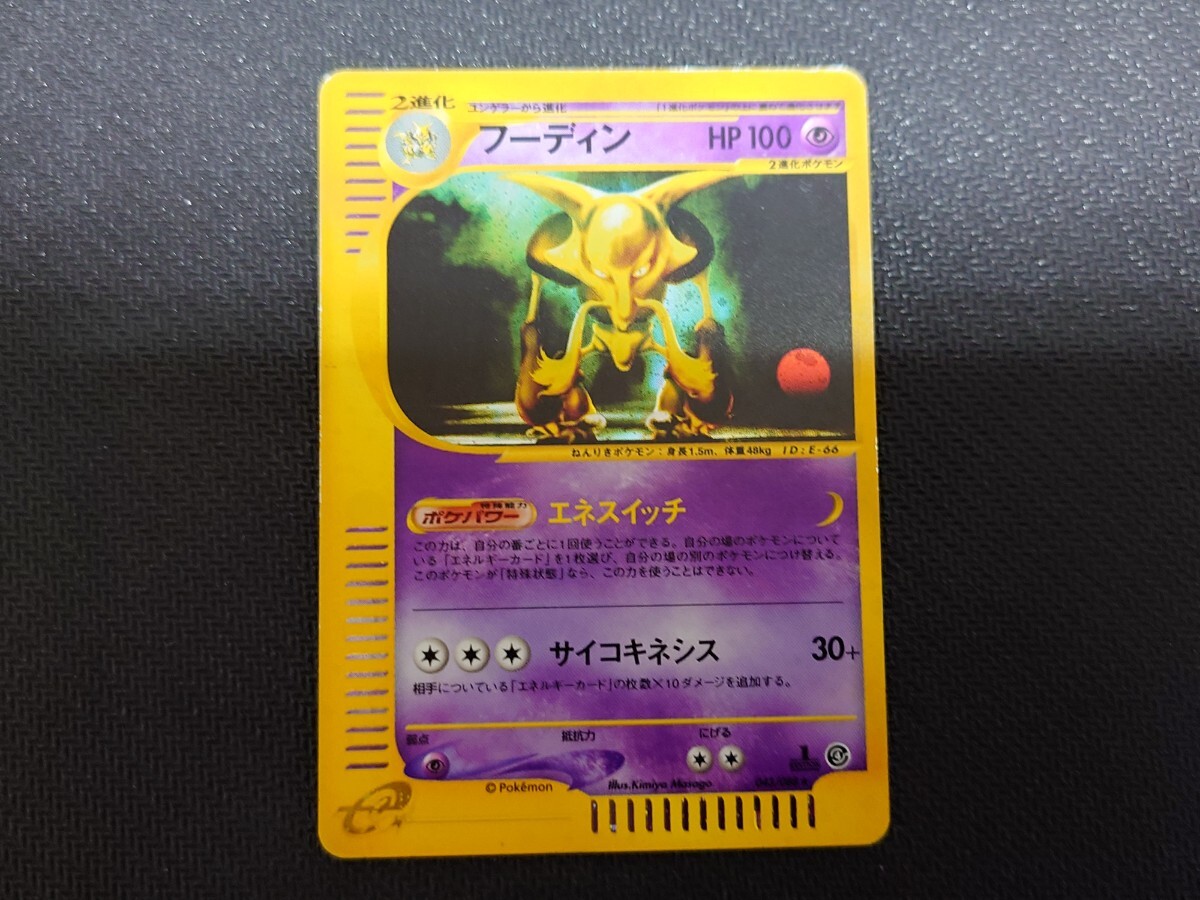 2進化
ユンゲラーから進化
フーディン
HP 100
2進化ポケモン
ねんりきポケモン：身長1.5m、体重48kg ID：E-66
特殊能力
ポケパワー
エネスイッチ
この力は、自分の番ごとに1回使うことができる。自分の場のポケモンについて
いる「エネルギーカード」を1枚選び、自分の場の別のポケモンにつけ替える。
このポケモンが「特殊状態」なら、この力を使うことはできない。
サイコキネシス 30+
相手についている「エネルギーカード」の枚数×10ダメージを追加する。
弱点 抵抗力 にげる
1
EDITION
© Pokémon
Illus.Kimiya Masago
e